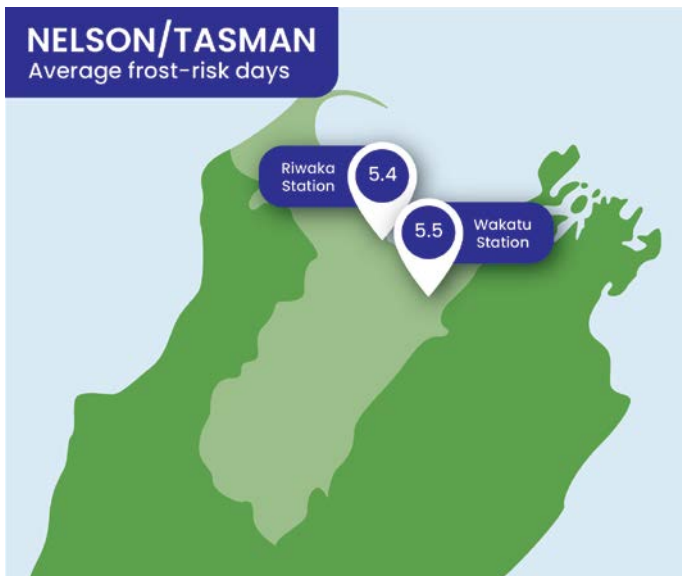 NELSON/TASMAN
Average frost-risk days
Riwaka
Station
5.4
5.5
Wakatu
Station